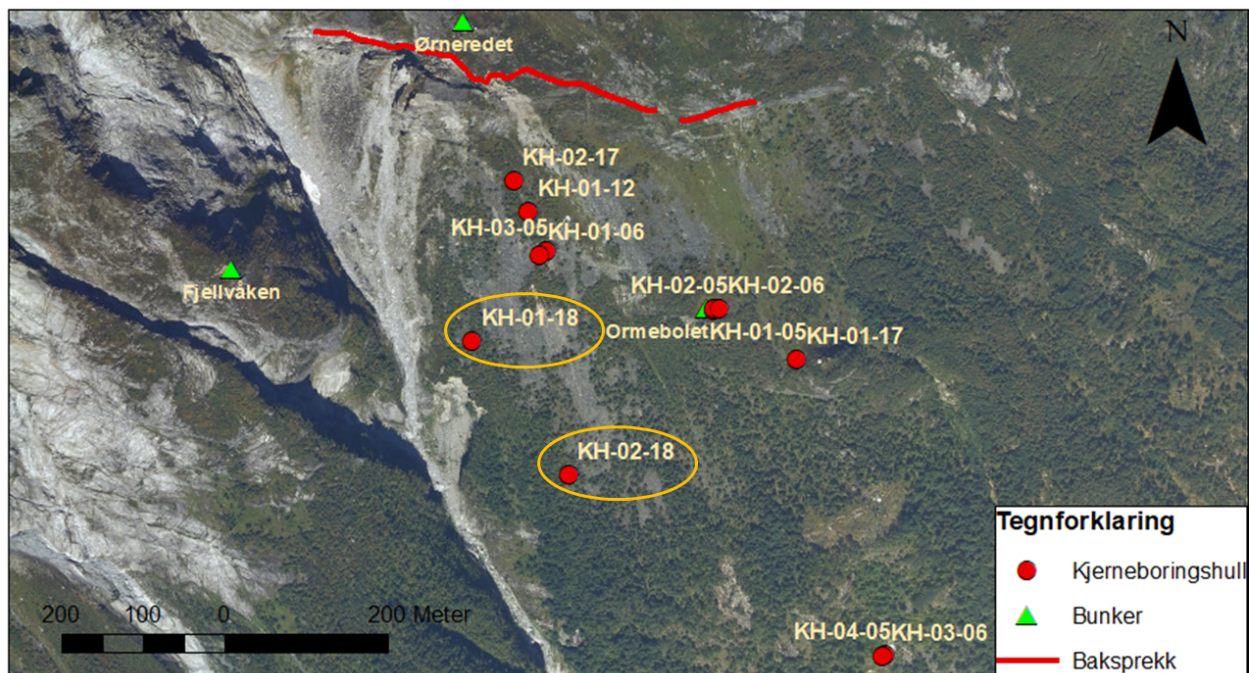 Ørneredet
N
KH-02-17
KH-01-12
KH-03-05 KH-01-06
Fjellvåken
KH-02-05 KH-02-06
KH-01-18
Ormebolet KH-01-05 KH-01-17
KH-02-18
Tegnforklaring
Kjerneboringshull
Bunker
Baksprekk
200 100 0 200 Meter
KH-04-05 KH-03-06